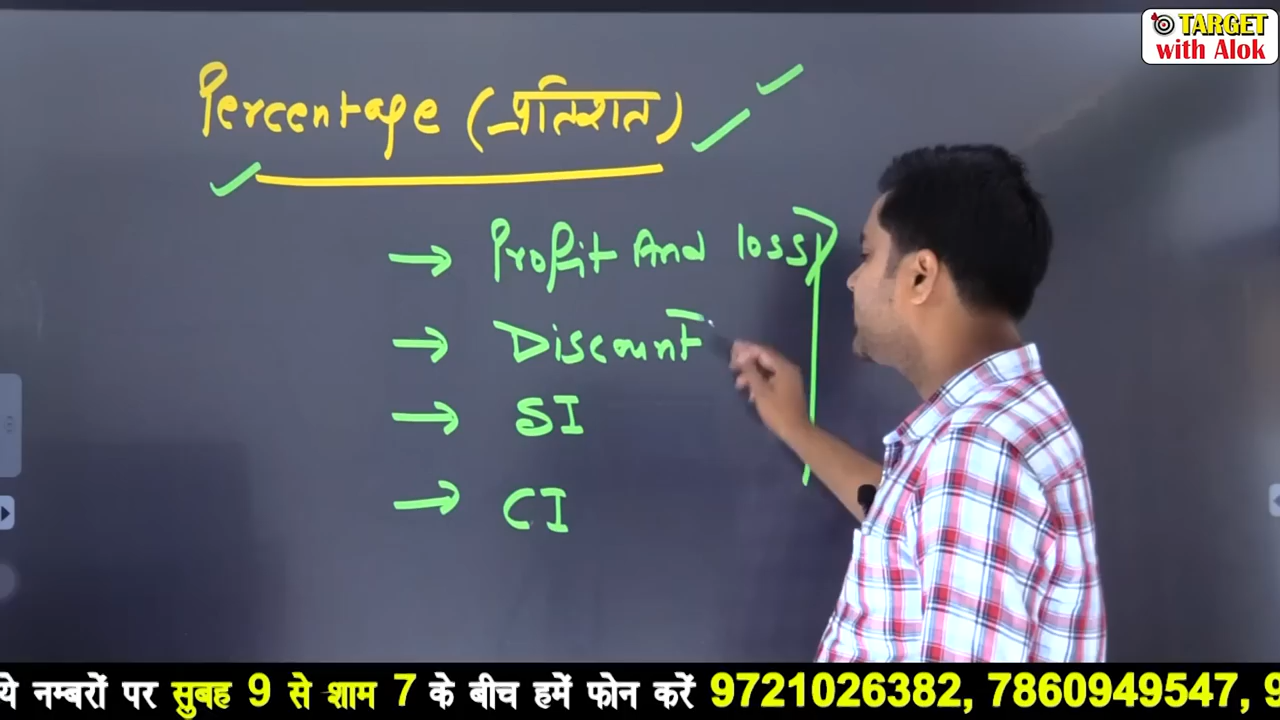 TARGET
with Alok
Percentage (प्रतिशत)
→ Profit And loss
→ Discount
→ SI
→ CI
ये नम्बरों पर सुबह 9 से शाम 7 के बीच हमें फोन करें 9721026382, 7860949547, 9